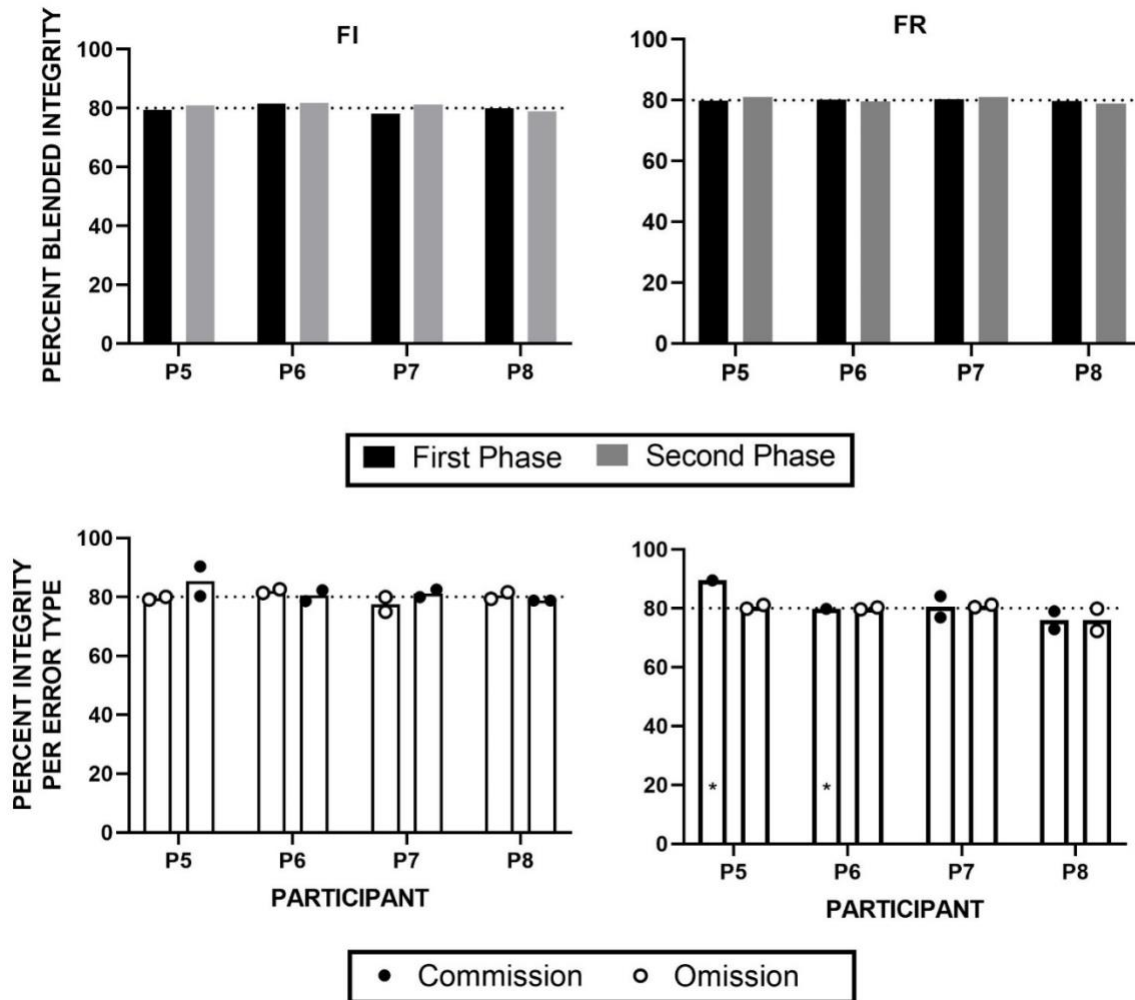 FI
PERCENT BLENDED INTEGRITY
100
80
60
40
20
0
P5 P6 P7 P8
FR
100
80
60
40
20
0
P5 P6 P7 P8
First Phase Second Phase
PERCENT INTEGRITY
PER ERROR TYPE
100
80
60
40
20
0
P5 P6 P7 P8
PARTICIPANT
100
80
60
40
20
0
* *
P5 P6 P7 P8
PARTICIPANT
Commission Omission